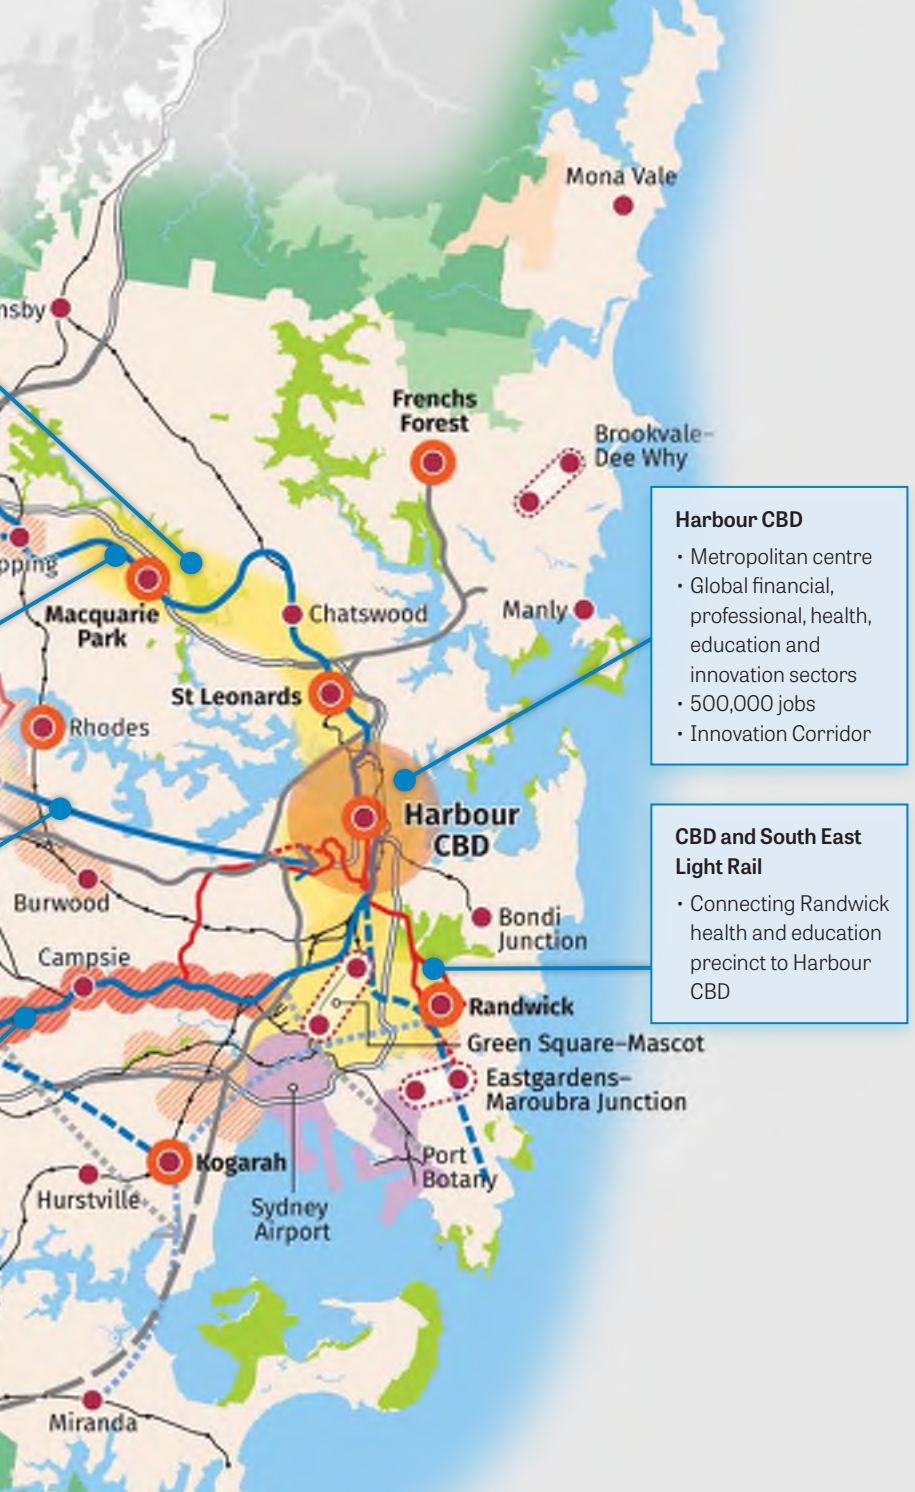 Mona Vale
nsby
Frenchs
Forest
Brookvale–
Dee Why
Harbour CBD
• Metropolitan centre
• Global financial,
professional, health,
education and
innovation sectors
• 500,000 jobs
• Innovation Corridor
pping
Macquarie
Park
Chatswood
Manly
St Leonards
Rhodes
Harbour
CBD
CBD and South East
Light Rail
• Connecting Randwick
health and education
precinct to Harbour
CBD
Burwood
Bondi
Junction
Campsie
Randwick
Green Square–Mascot
Eastgardens–
Maroubra Junction
Kogarah
Port
Botany
Hurstville
Sydney
Airport
Miranda